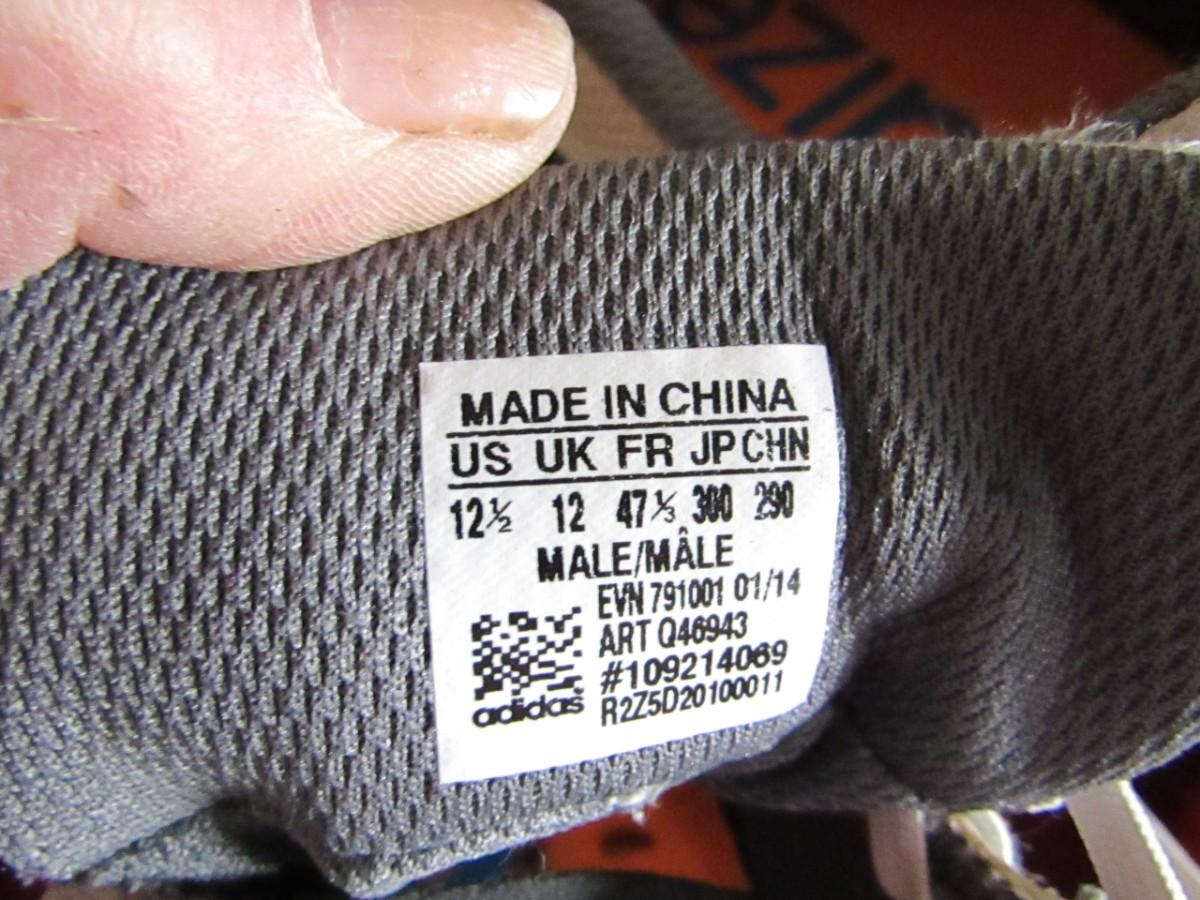 adizero
MADE IN CHINA
US UK FR JP CHN
12½ 12 47⅓ 300 290
MALE/MÂLE
EVN 791001 01/14
ART Q46943
#109214069
R2Z5D20100011
adidas